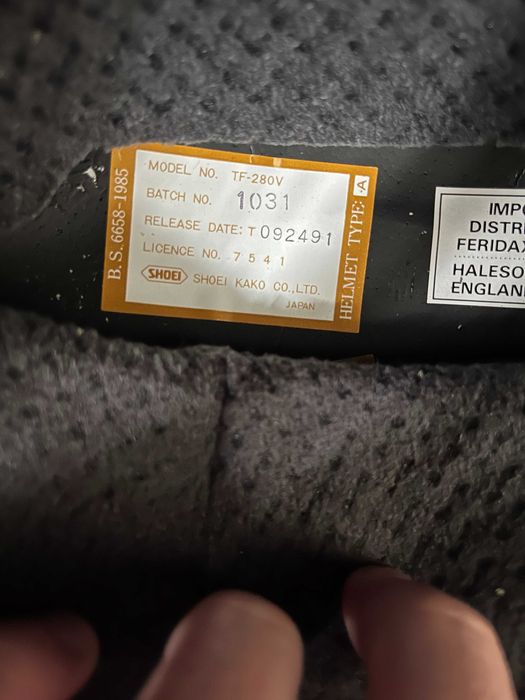 B.S. 6658-1985
MODEL NO. TF-280V
BATCH NO. 1031
RELEASE DATE: T092491
LICENCE NO. 7541
SHOEI SHOEI KAKO CO., LTD.
JAPAN
HELMET TYPE: A
IMPO
DISTRI
FERIDAX
HALESO
ENGLAN